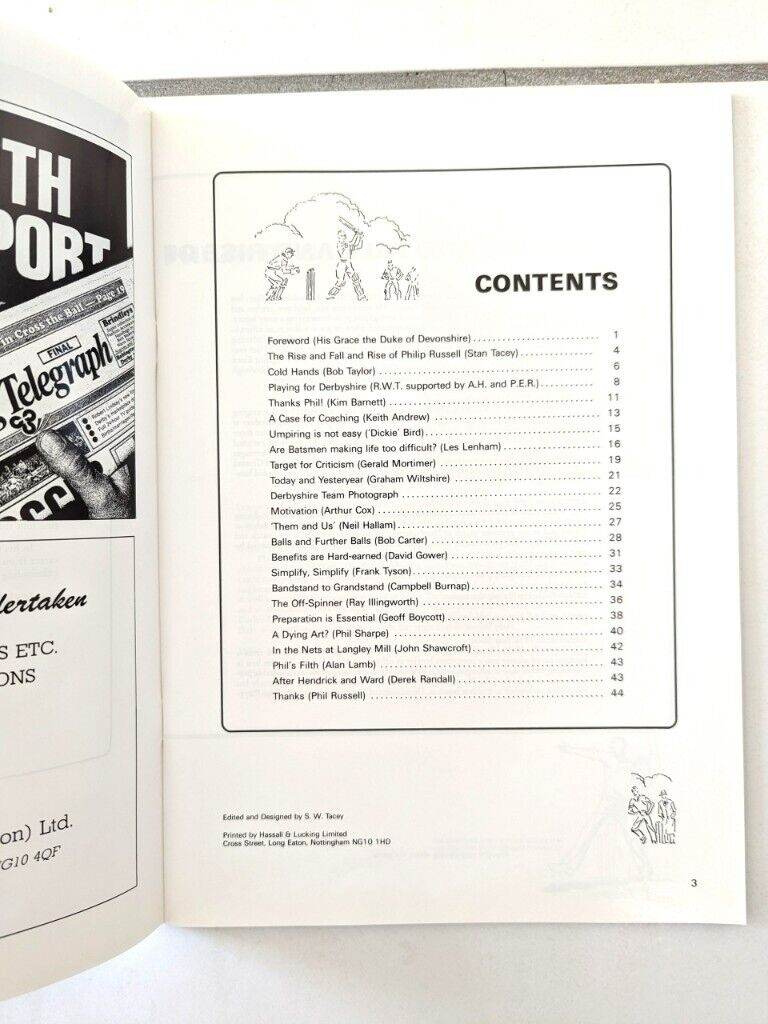 TH
PORT
in Cross the Ball — Page 19
Brindleys
FINAL
Telegraph
dertaken
S ETC.
ONS
on) Ltd.
G10 4QF
CONTENTS
Foreword (His Grace the Duke of Devonshire) 1
The Rise and Fall and Rise of Philip Russell (Stan Tacey) 4
Cold Hands (Bob Taylor) 6
Playing for Derbyshire (R.W.T. supported by A.H. and P.E.R.) 8
Thanks Phil! (Kim Barnett) 11
A Case for Coaching (Keith Andrew) 13
Umpiring is not easy ('Dickie' Bird) 15
Are Batsmen making life too difficult? (Les Lenham) 16
Target for Criticism (Gerald Mortimer) 19
Today and Yesteryear (Graham Wiltshire) 21
Derbyshire Team Photograph 22
Motivation (Arthur Cox) 25
'Them and Us' (Neil Hallam) 27
Balls and Further Balls (Bob Carter) 28
Benefits are Hard-earned (David Gower) 31
Simplify, Simplify (Frank Tyson) 33
Bandstand to Grandstand (Campbell Burnap) 34
The Off-Spinner (Ray Illingworth) 36
Preparation is Essential (Geoff Boycott) 38
A Dying Art? (Phil Sharpe) 40
In the Nets at Langley Mill (John Shawcroft) 42
Phil's Filth (Alan Lamb) 43
After Hendrick and Ward (Derek Randall) 43
Thanks (Phil Russell) 44
Edited and Designed by S. W. Tacey
Printed by Hassall & Lucking Limited
Cross Street, Long Eaton, Nottingham NG10 1HD
3